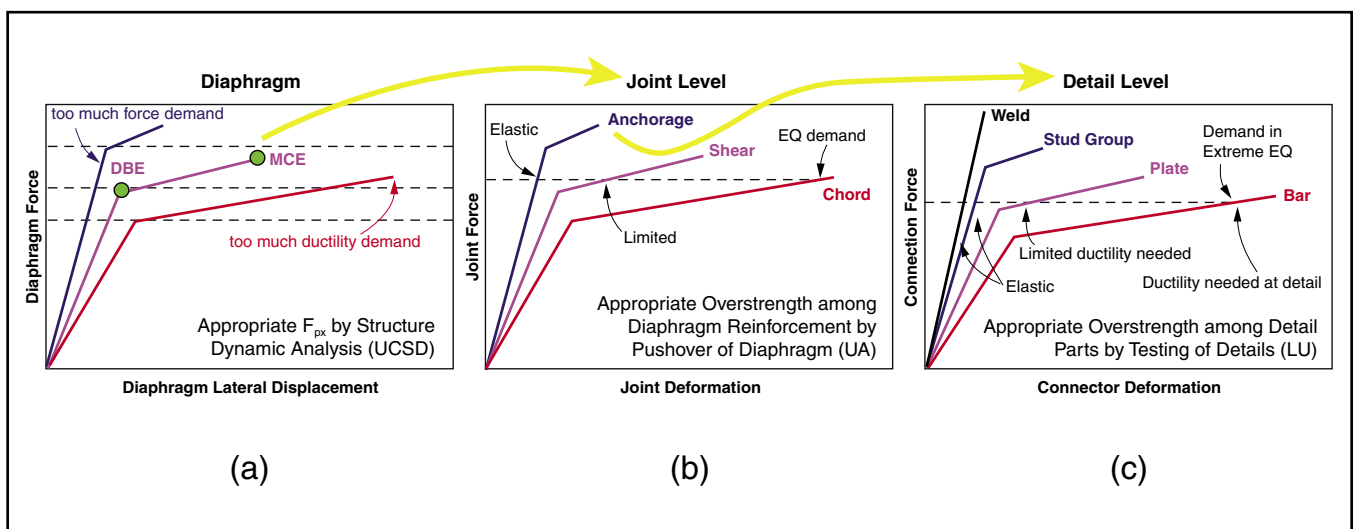 Diaphragm
too much force demand
DBE
MCE
too much ductility demand
Appropriate Fpx by Structure
Dynamic Analysis (UCSD)
Diaphragm Force
Diaphragm Lateral Displacement
(a)
Joint Level
Elastic
Anchorage
Shear
EQ demand
Chord
Limited
Appropriate Overstrength among
Diaphragm Reinforcement by
Pushover of Diaphragm (UA)
Joint Force
Joint Deformation
(b)
Detail Level
Weld
Stud Group
Demand in
Extreme EQ
Plate
Bar
Limited ductility needed
Elastic
Ductility needed at detail
Appropriate Overstrength among Detail
Parts by Testing of Details (LU)
Connection Force
Connector Deformation
(c)